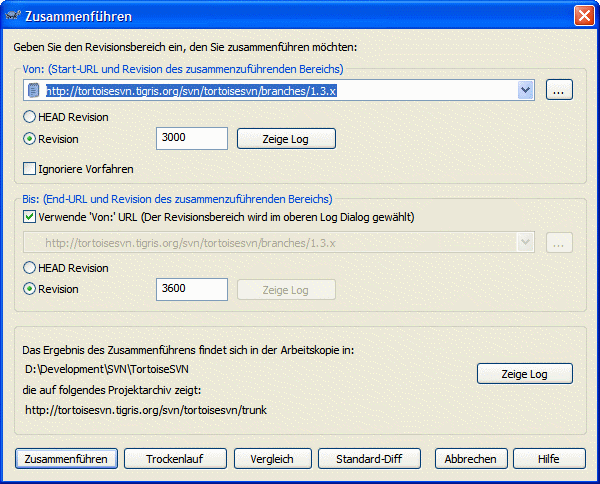 Zusammenführen
Geben Sie den Revisionsbereich ein, den Sie zusammenführen möchten:
Von: (Start-URL und Revision des zusammenzuführenden Bereichs)
http://tortoisesvn.tigris.org/svn/tortoisesvn/branches/1.3.x
...
HEAD Revision
Revision 3000 Zeige Log
Ignoriere Vorfahren
Bis: (End-URL und Revision des zusammenzuführenden Bereichs)
Verwende 'Von:' URL (Der Revisionsbereich wird im oberen Log Dialog gewählt)
http://tortoisesvn.tigris.org/svn/tortoisesvn/branches/1.3.x
...
HEAD Revision
Revision 3600 Zeige Log
Das Ergebnis des Zusammenführens findet sich in der Arbeitskopie in:
D:\Development\SVN\TortoiseSVN
Zeige Log
die auf folgendes Projektarchiv zeigt:
http://tortoisesvn.tigris.org/svn/tortoisesvn/trunk
Zusammenführen Trockenlauf Vergleich Standard-Diff Abbrechen Hilfe